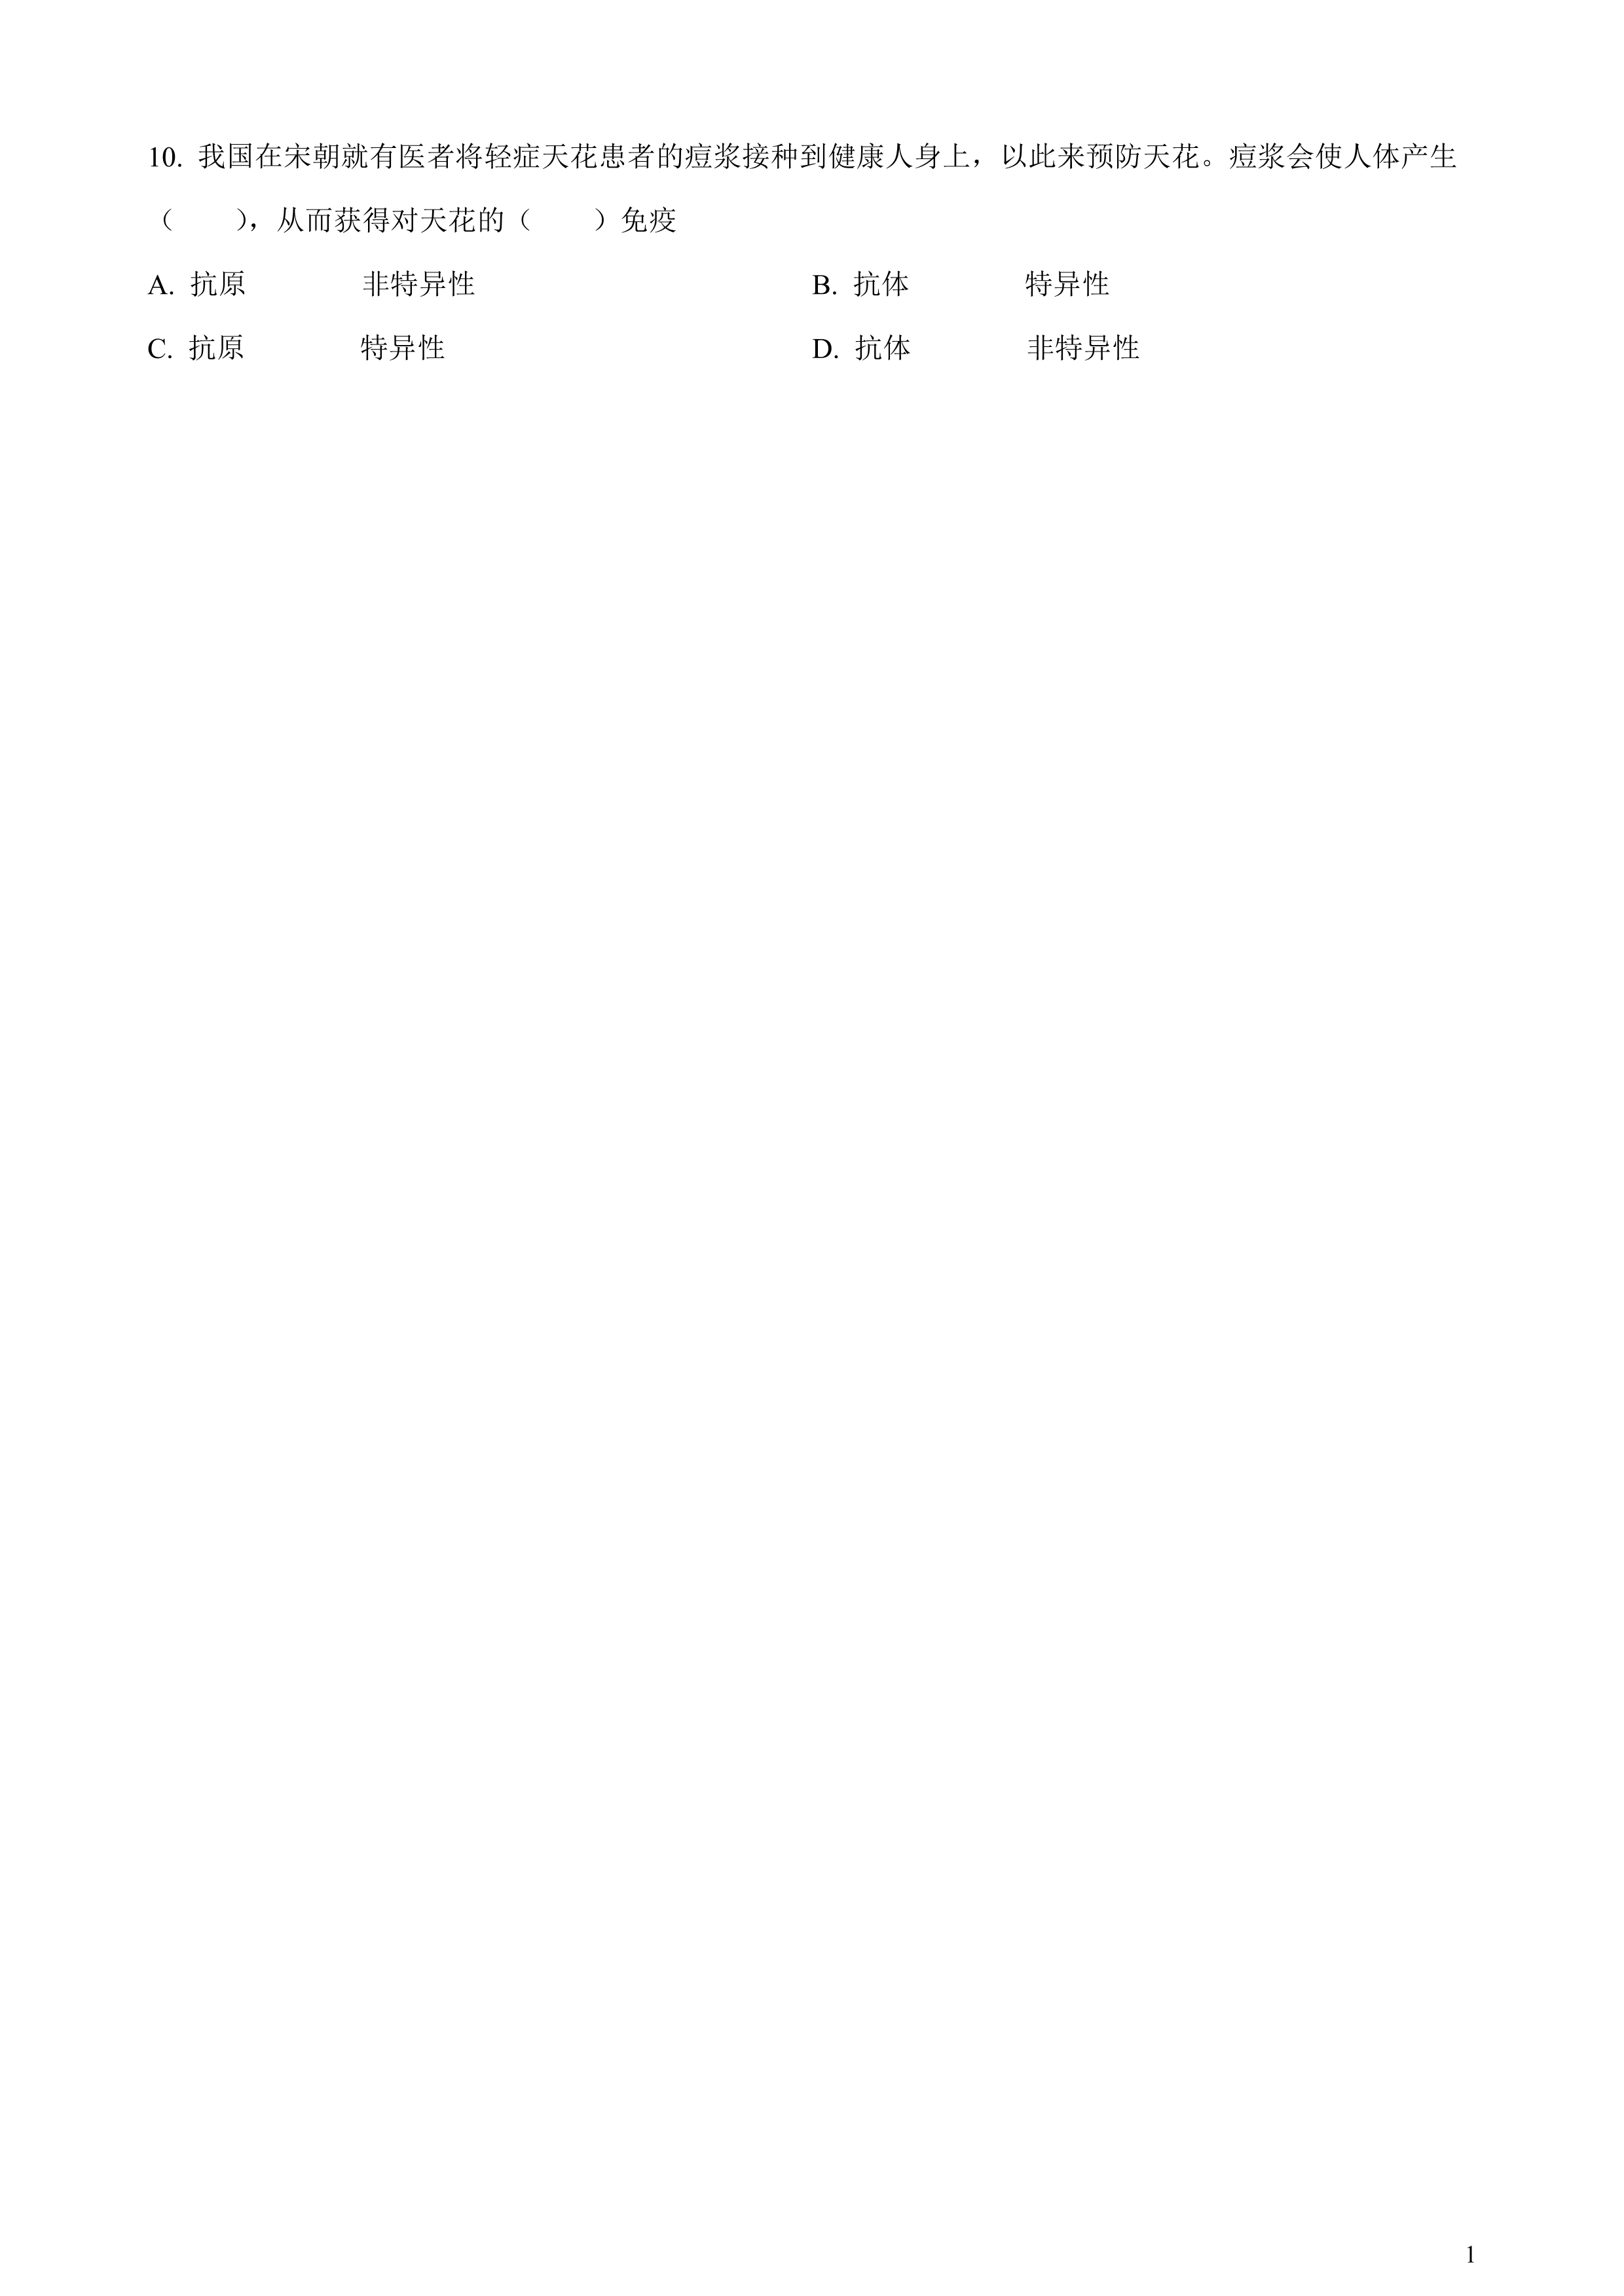 10. 我国在宋朝就有医者将轻症天花患者的痘浆接种到健康人身上，以此来预防天花。痘浆会使人体产生
（　　），从而获得对天花的（　　）免疫
A. 抗原　　　　非特异性　　　　B. 抗体　　　　特异性
C. 抗原　　　　特异性　　　　D. 抗体　　　　非特异性
1